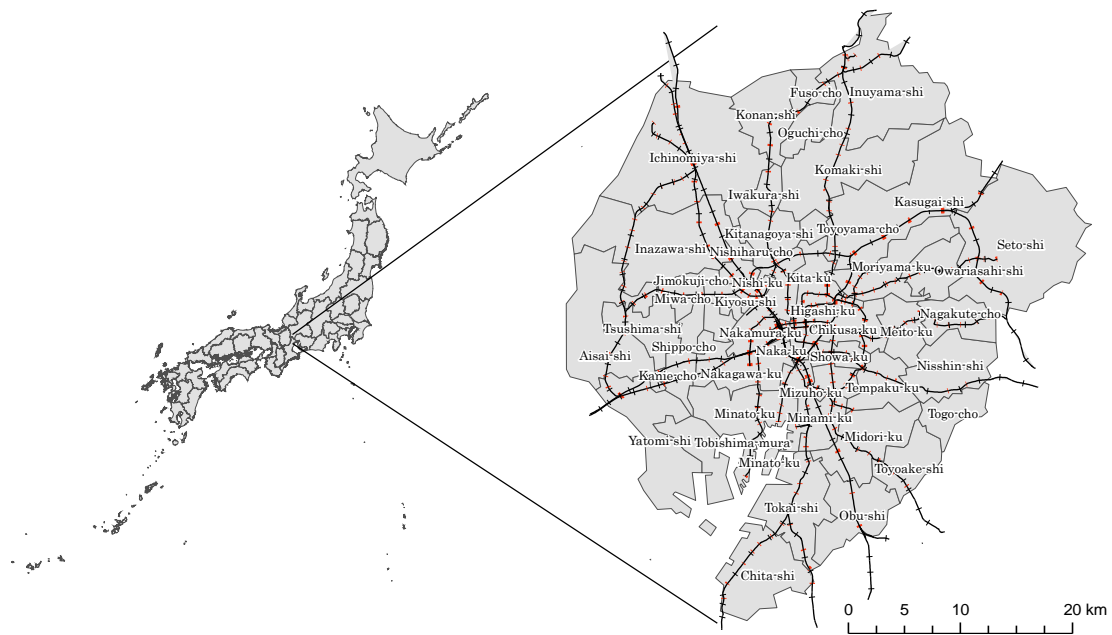 Fuso-cho
Inuyama-shi
Konan-shi
Oguchi-cho
Ichinomiya-shi
Komaki-shi
Iwakura-shi
Kasugai-shi
Kitanagoya-shi
Toyoyama-cho
Inazawa-shi
Nishiharu-cho
Seto-shi
Moriyama-ku
Owariasahi-shi
Jimokuji-cho
Nishi-ku
Kita-ku
Miwa-cho
Kiyosu-shi
Higashi-ku
Nagakute-cho
Tsushima-shi
Nakamura-ku
Chikusa-ku
Meito-ku
Shippo-cho
Naka-ku
Showa-ku
Aisai-shi
Nisshin-shi
Kanie-cho
Nakagawa-ku
Tempaku-ku
Mizuho-ku
Minato-ku
Minami-ku
Togo-cho
Yatomi-shi
Tobishima-mura
Midori-ku
Minato-ku
Toyoake-shi
Tokai-shi
Obu-shi
Chita-shi
0 5 10 20 km